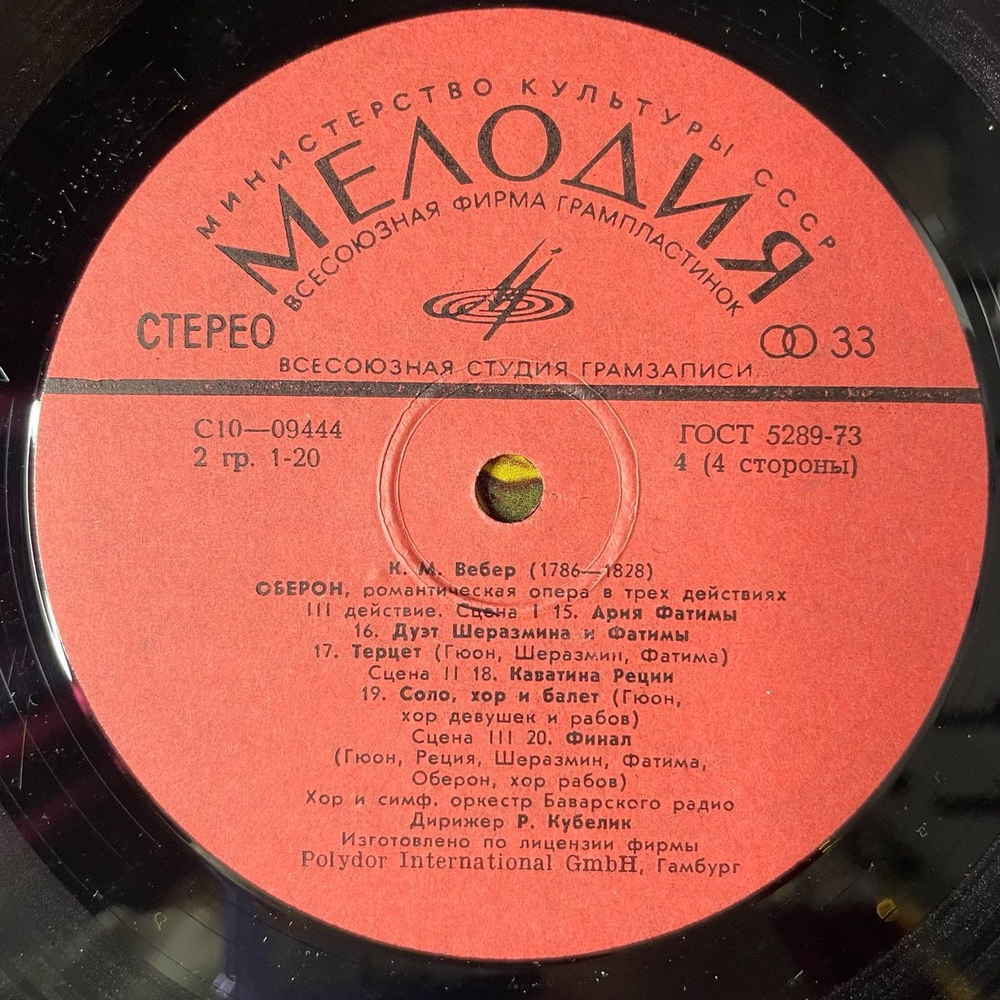 МИНИСТЕРСТВО КУЛЬТУРЫ СССР
МЕЛОДИЯ
ВСЕСОЮЗНАЯ ФИРМА ГРАМПЛАСТИНОК
СТЕРЕО
33
ВСЕСОЮЗНАЯ СТУДИЯ ГРАМЗАПИСИ
С10—09444
ГОСТ 5289-73
2 гр. 1-20
4 (4 стороны)
К. М. Вебер (1786—1828)
ОБЕРОН, романтическая опера в трех действиях
III действие. Сцена I 15. Ария Фатимы
16. Дуэт Шеразмина и Фатимы
17. Терцет (Гюон, Шеразмин, Фатима)
Сцена II 18. Каватина Реции
19. Соло, хор и балет (Гюон,
хор девушек и рабов)
Сцена III 20. Финал
(Гюон, Реция, Шеразмин, Фатима,
Оберон, хор рабов)
Хор и симф. оркестр Баварского радио
Дирижер Р. Кубелик
Изготовлено по лицензии фирмы
Polydor International GmbH, Гамбург